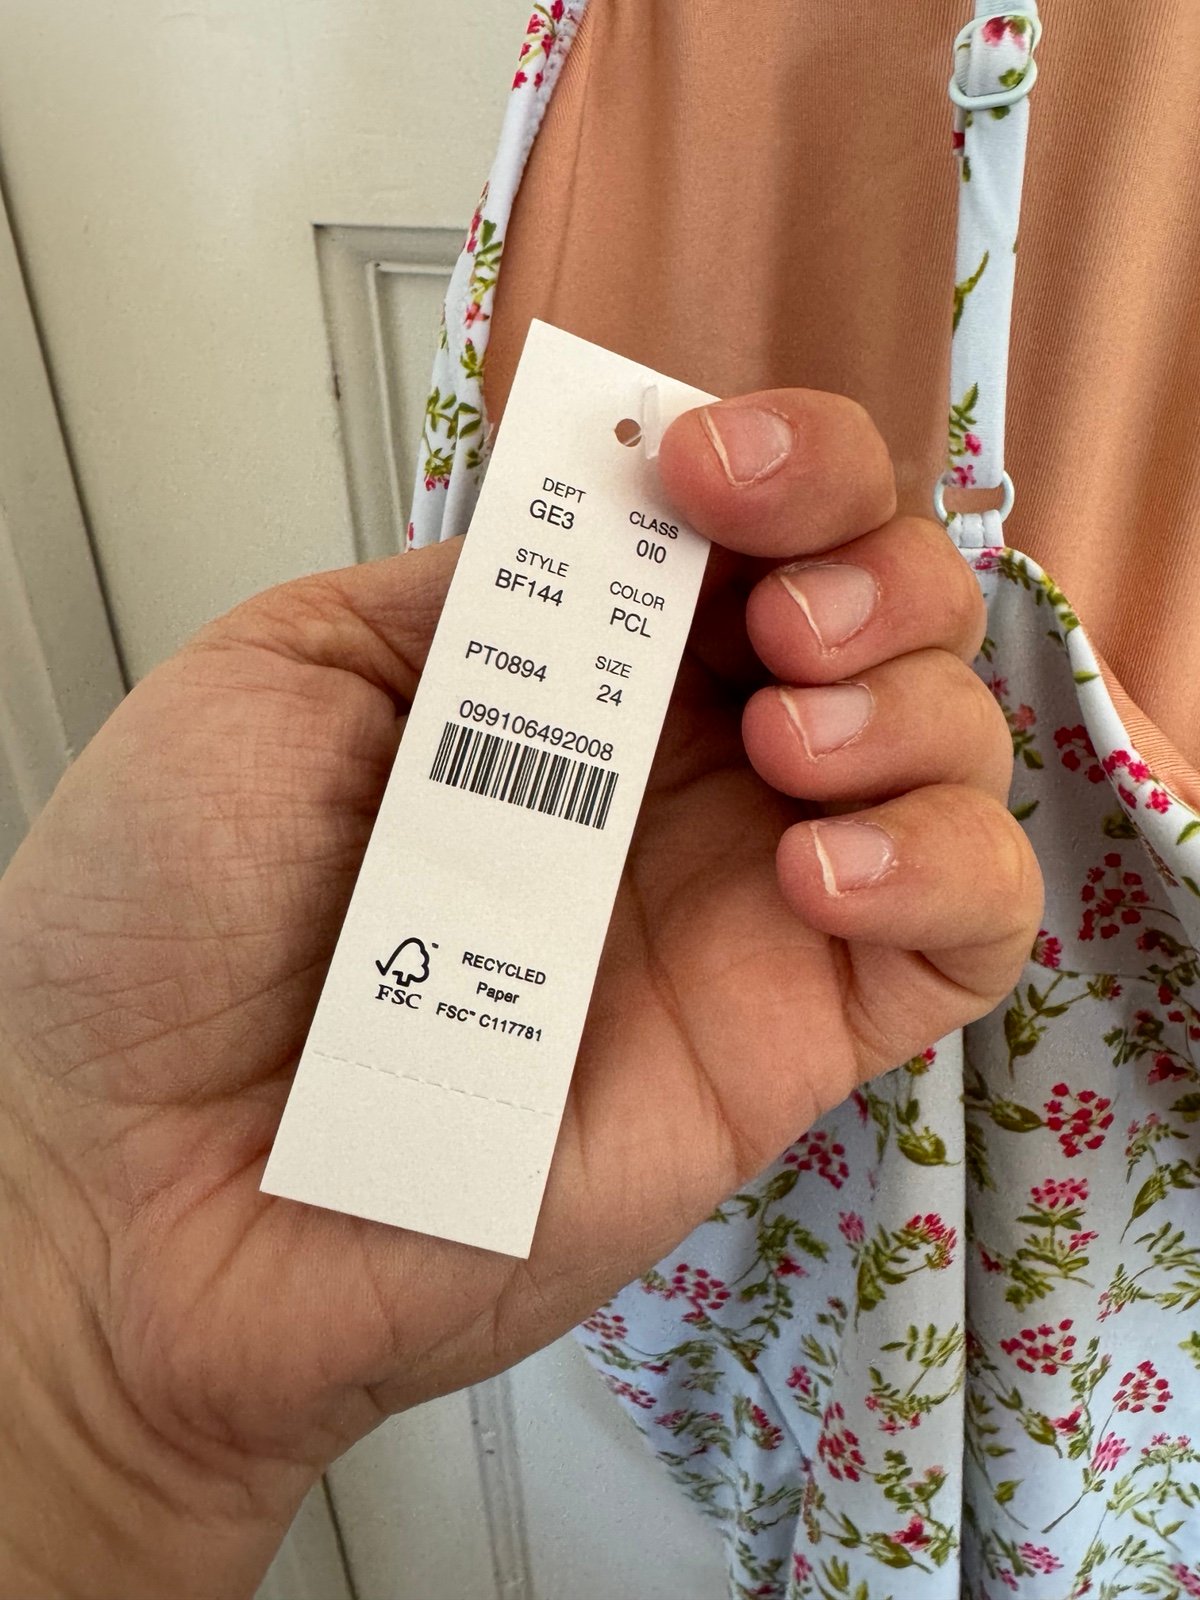 DEPT
GE3
CLASS
0I0
STYLE
BF144
COLOR
PCL
PT0894
SIZE
24
099106492008
FSC
RECYCLED
Paper
FSC™ C117781